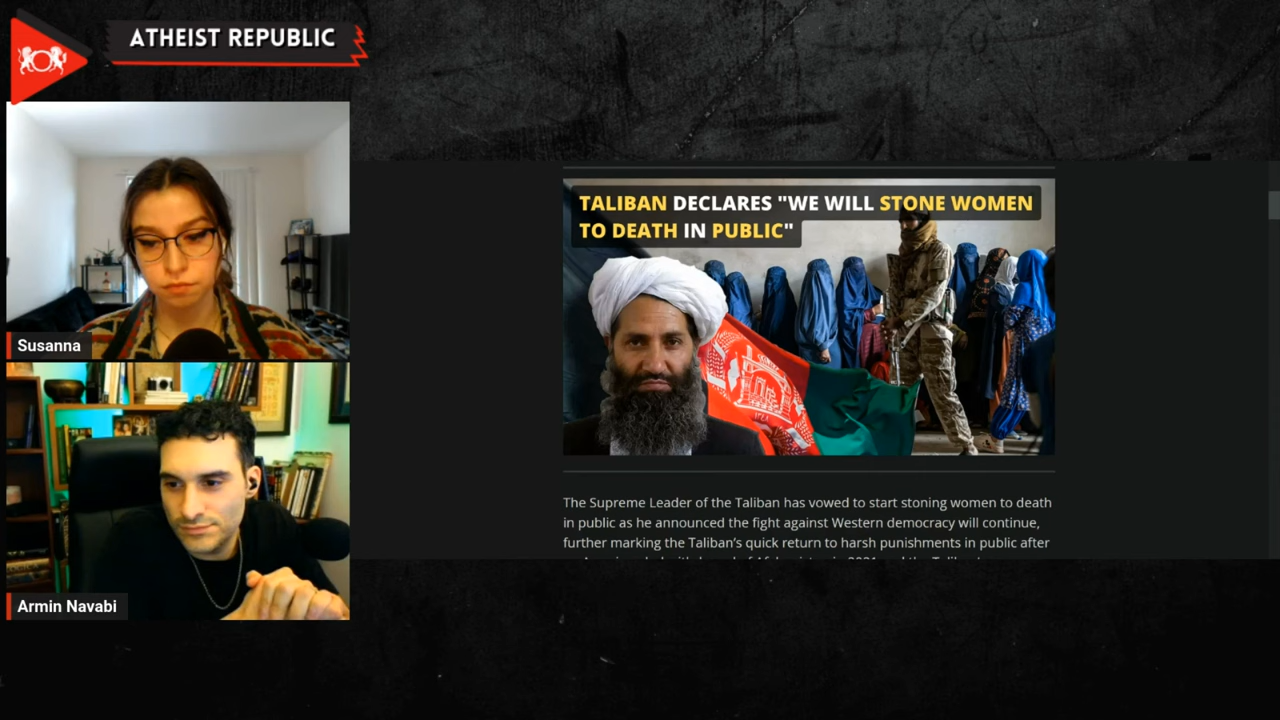 ATHEIST REPUBLIC
TALIBAN DECLARES "WE WILL STONE WOMEN
TO DEATH IN PUBLIC"
Susanna
Armin Navabi
The Supreme Leader of the Taliban has vowed to start stoning women to death
in public as he announced the fight against Western democracy will continue,
further marking the Taliban's quick return to harsh punishments in public after